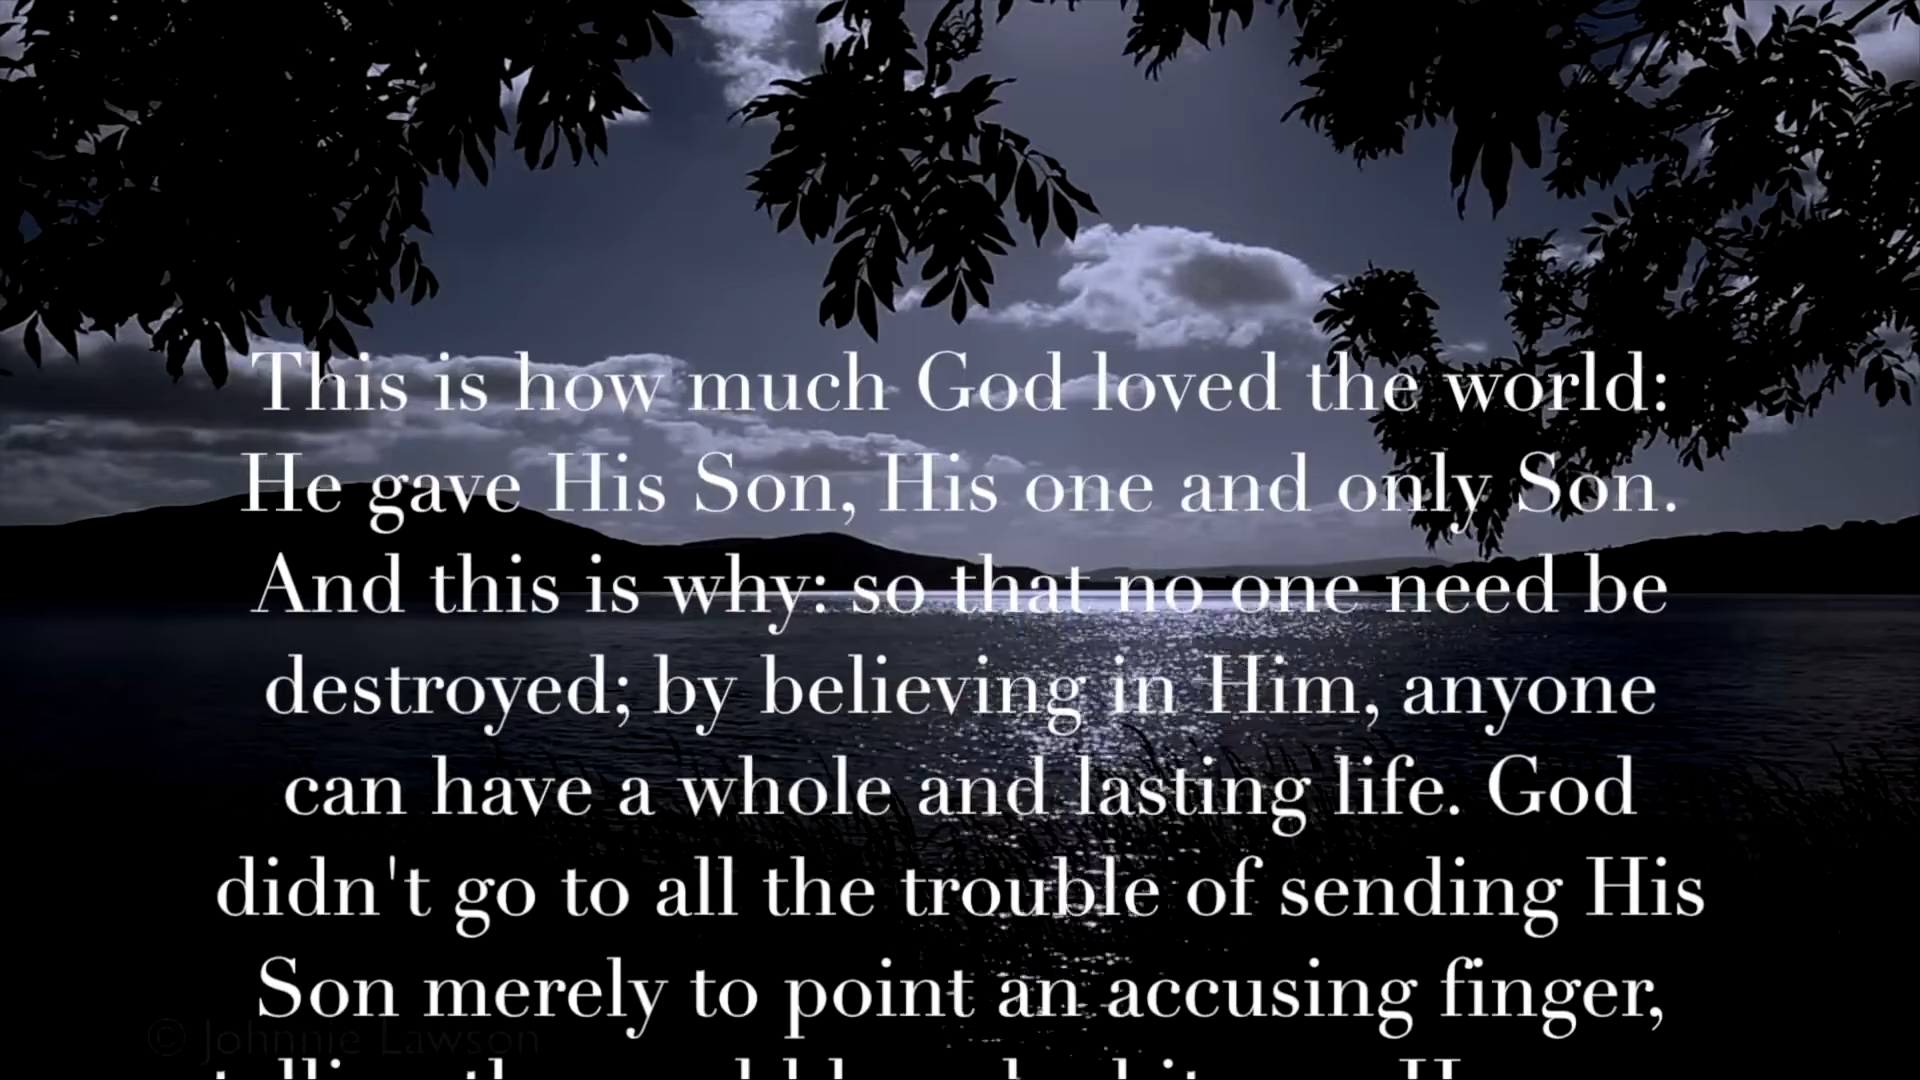 This is how much God loved the world:
He gave His Son, His one and only Son.
And this is why: so that no one need be
destroyed; by believing in Him, anyone
can have a whole and lasting life. God
didn't go to all the trouble of sending His
Son merely to point an accusing finger,
© Johnnie Lawson